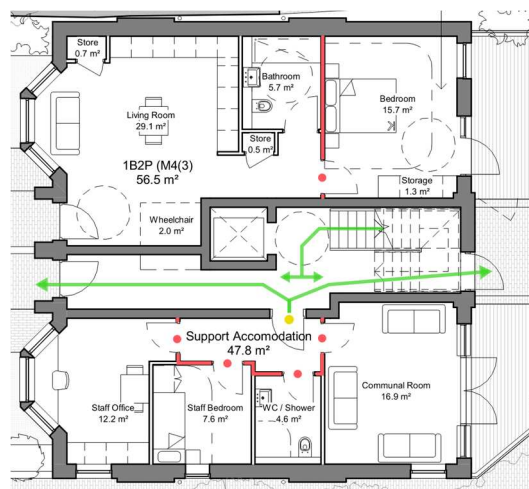 Store
0.7 m²
Bathroom
5.7 m²
Bedroom
15.7 m²
Living Room
29.1 m²
Store
0.5 m²
1B2P (M4(3)
56.5 m²
Storage
1.3 m²
Wheelchair
2.0 m²
Support Accomodation
47.8 m²
Staff Office
12.2 m²
Staff Bedroom
7.6 m²
WC / Shower
4.6 m²
Communal Room
16.9 m²